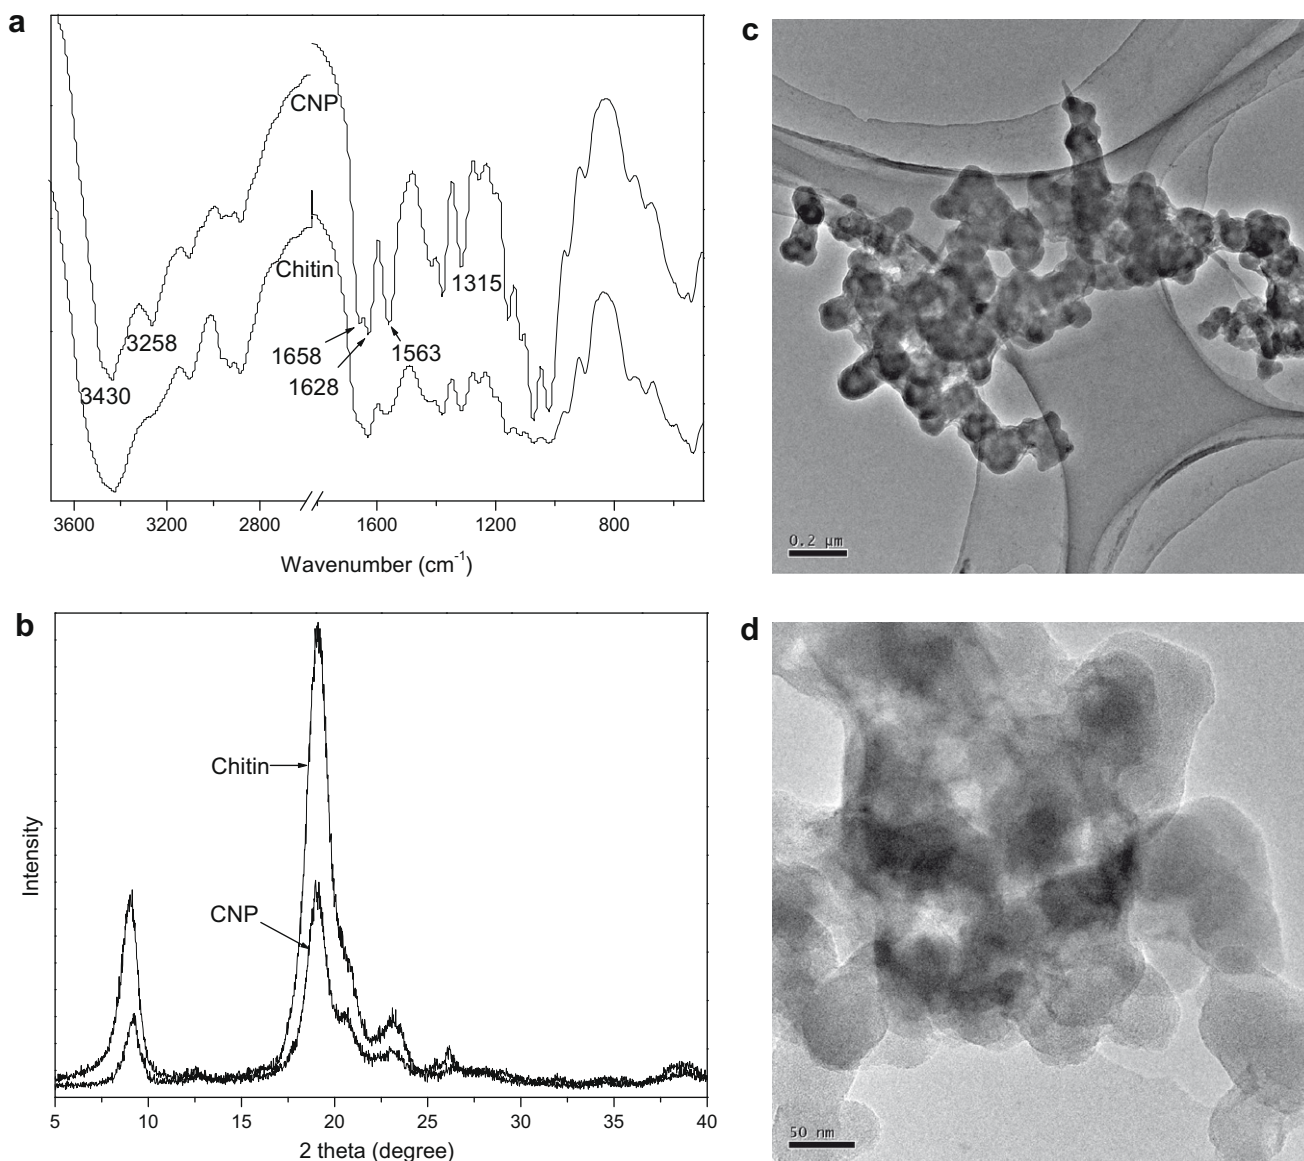 a
CNP
Chitin
3258
3430
1658
1628
1563
1315
3600 3200 2800 1600 1200 800
Wavenumber (cm-1)
b
Intensity
Chitin
CNP
5 10 15 20 25 30 35 40
2 theta (degree)
c
0.2 µm
d
50 nm